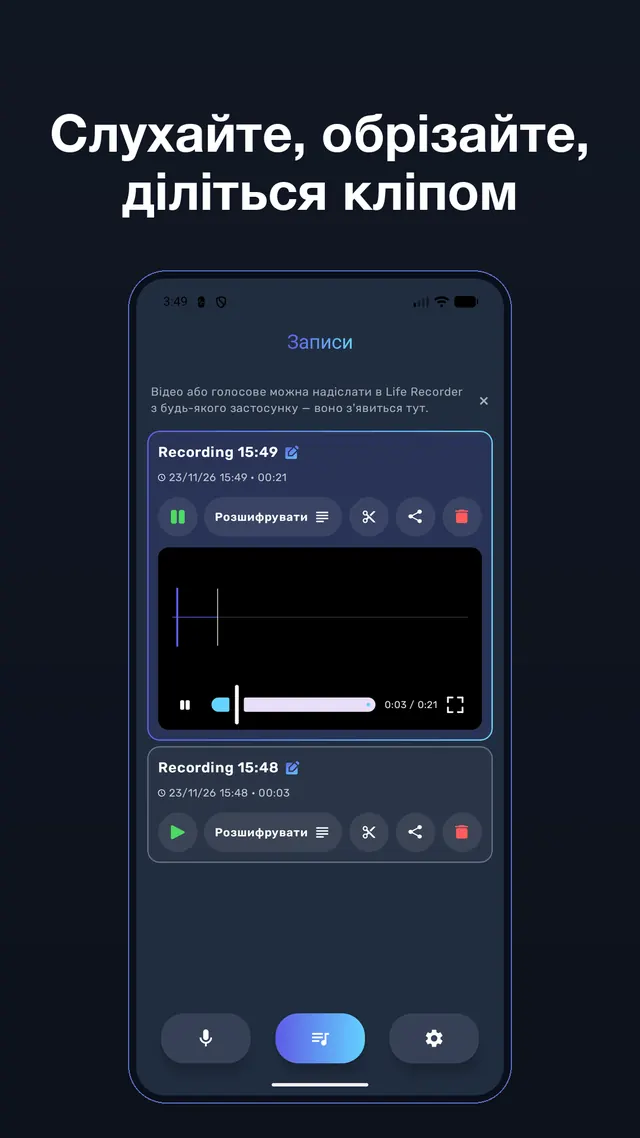 Слухайте, обрізайте,
діліться кліпом
3:49
Записи
Відео або голосове можна надіслати в Life Recorder
з будь-якого застосунку — воно з'явиться тут.
Recording 15:49
23/11/26 15:49 • 00:21
Розшифрувати
0:03 / 0:21
Recording 15:48
23/11/26 15:48 • 00:03
Розшифрувати